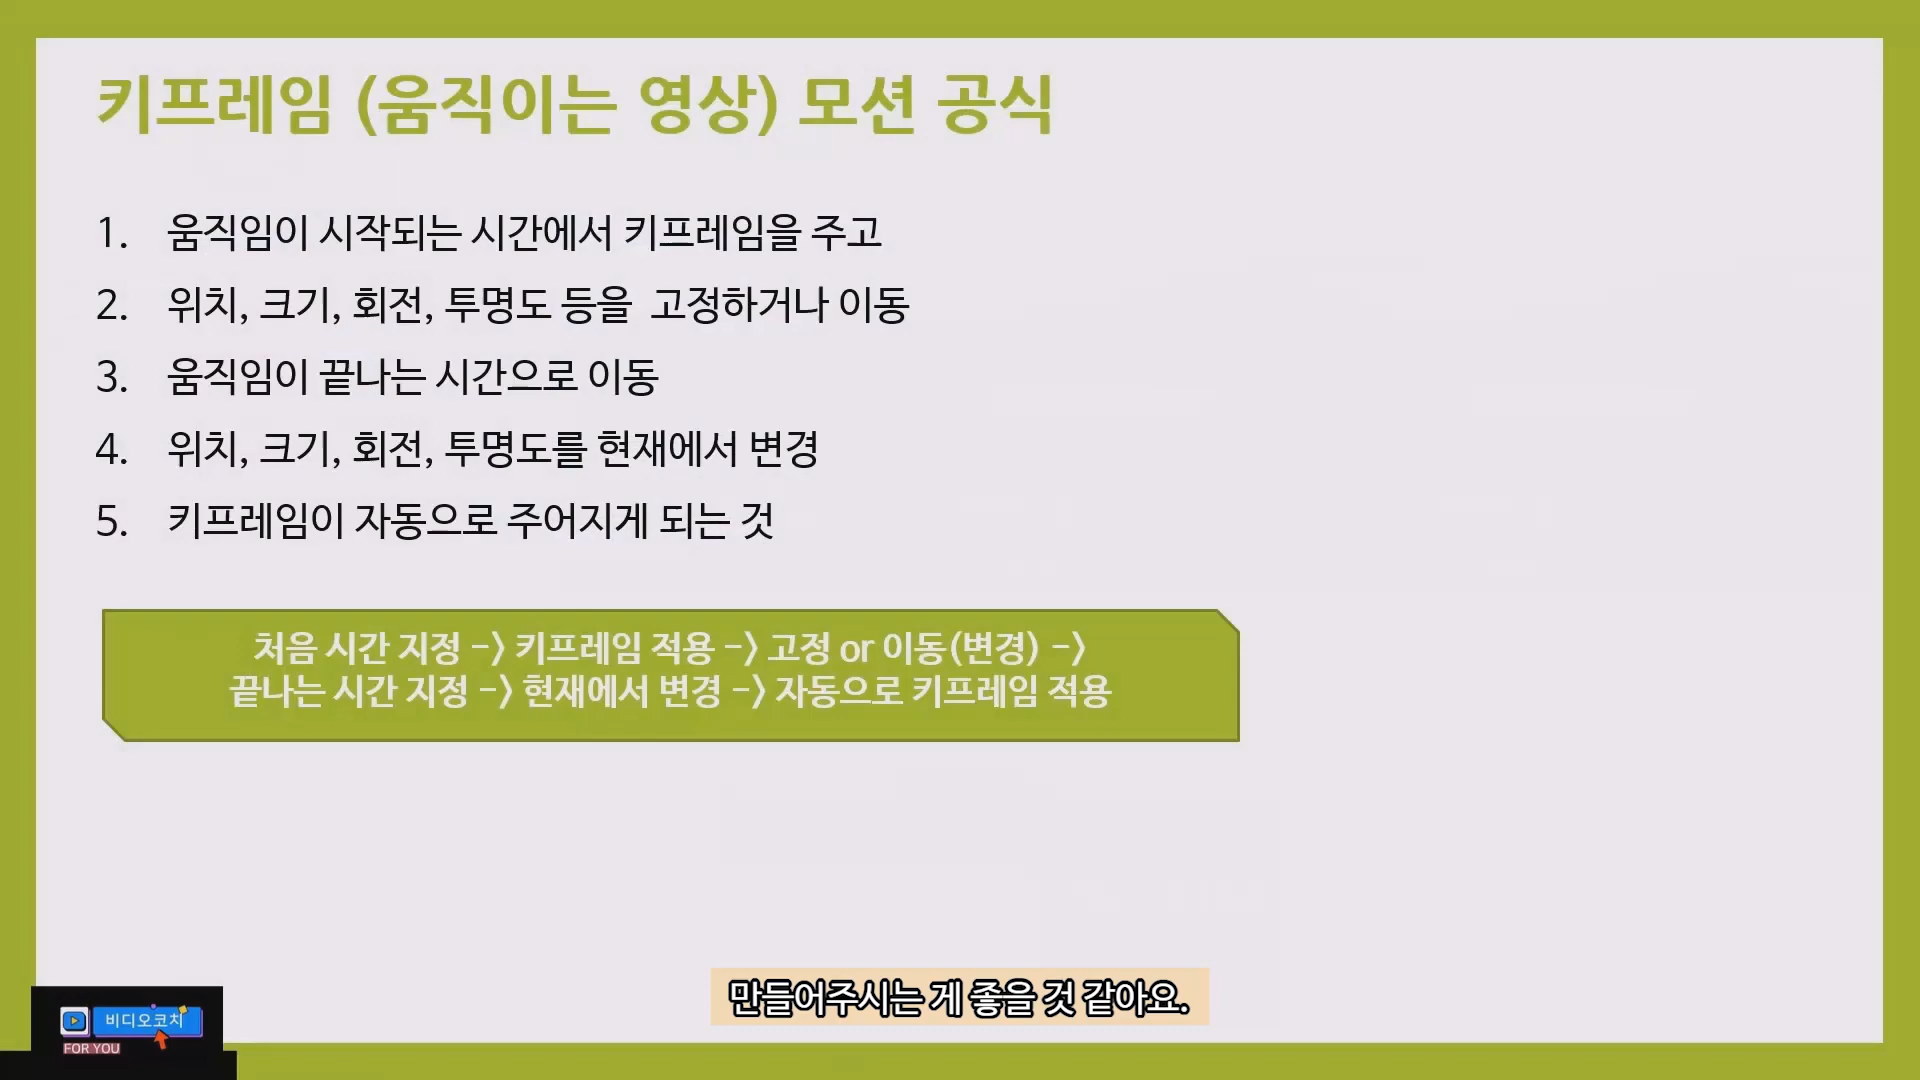 키프레임 (움직이는 영상) 모션 공식
1. 움직임이 시작되는 시간에서 키프레임을 주고
2. 위치, 크기, 회전, 투명도 등을 고정하거나 이동
3. 움직임이 끝나는 시간으로 이동
4. 위치, 크기, 회전, 투명도를 현재에서 변경
5. 키프레임이 자동으로 주어지게 되는 것
처음 시간 지정 -> 키프레임 적용 -> 고정 or 이동(변경) ->
끝나는 시간 지정 -> 현재에서 변경 -> 자동으로 키프레임 적용
만들어주시는 게 좋을 것 같아요.
비디오코치
FOR YOU